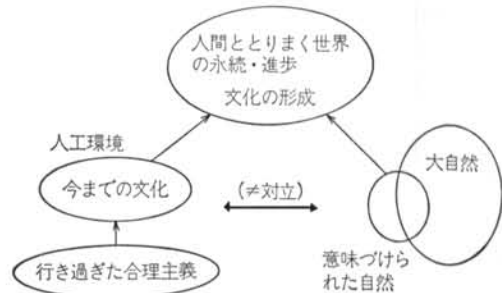 人間ととりまく世界
の永続・進歩
文化の形成
人工環境
今までの文化
(≠対立)
大自然
意味づけら
れた自然
行き過ぎた合理主義